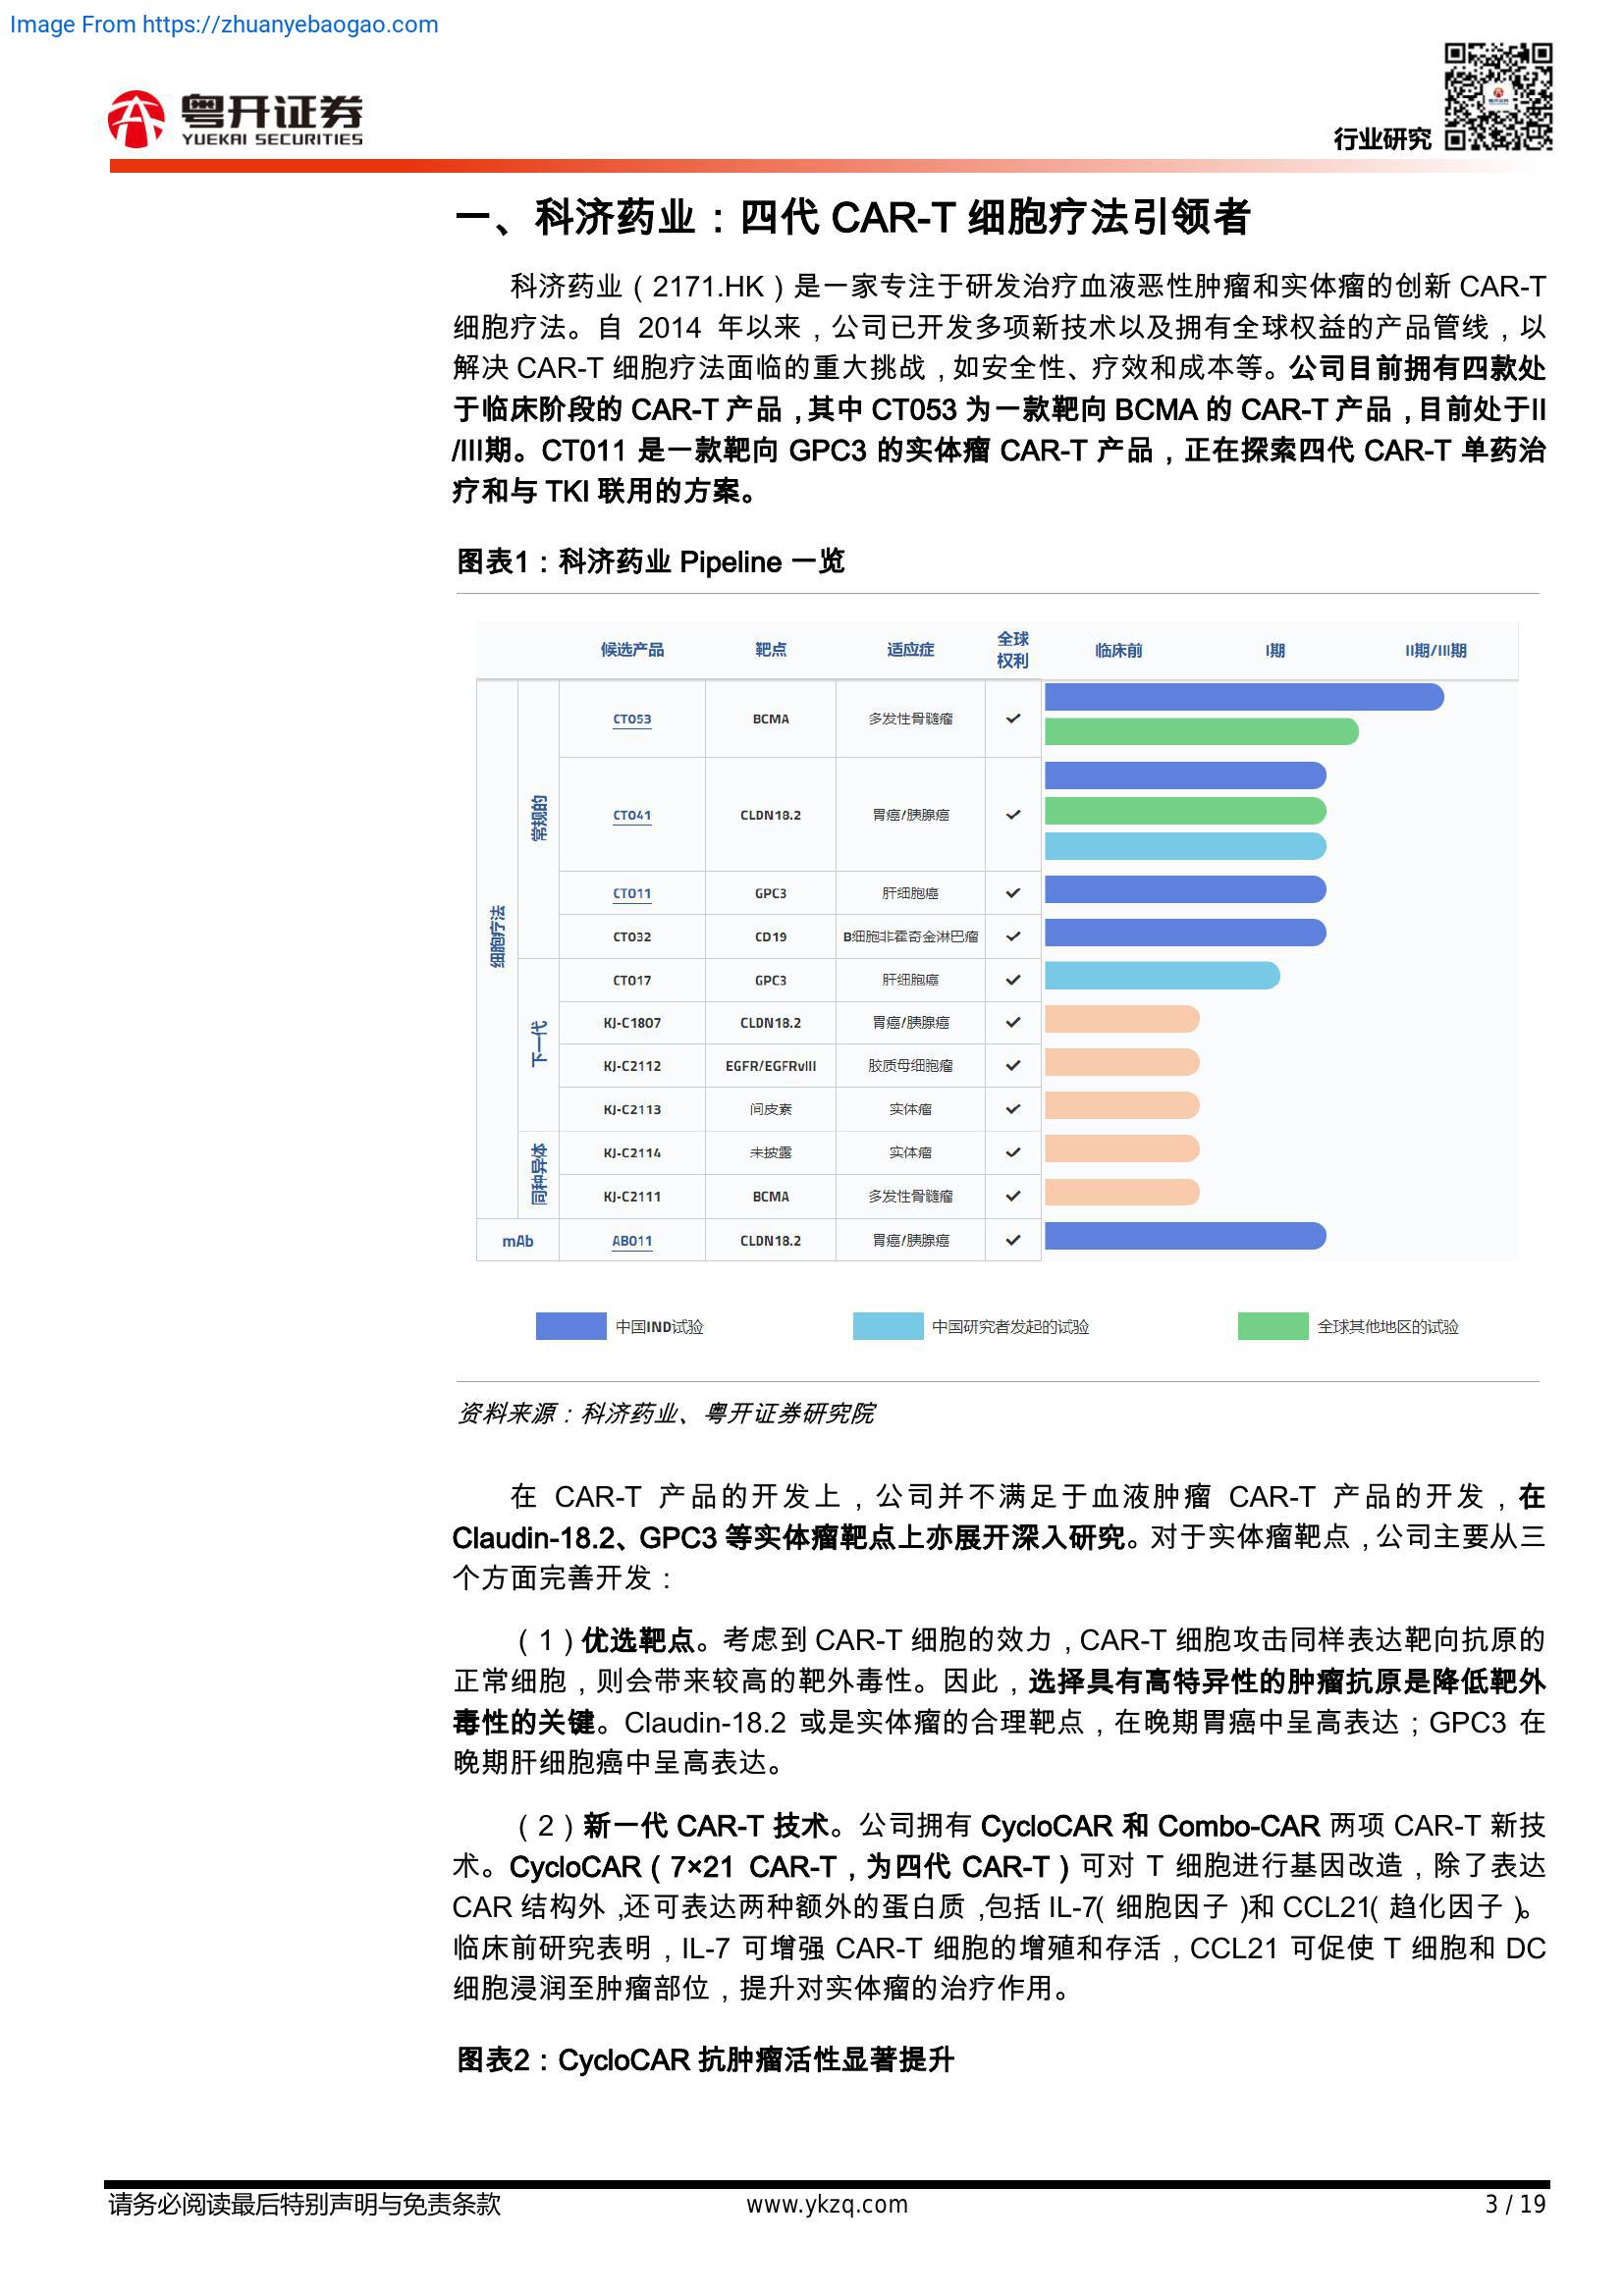 Image From https://zhuanyebaogao.com
粤开证券
YUEKAI SECURITIES
行业研究
一、科济药业：四代 CAR-T 细胞疗法引领者
科济药业（2171.HK）是一家专注于研发治疗血液恶性肿瘤和实体瘤的创新 CAR-T
细胞疗法。自 2014 年以来，公司已开发多项新技术以及拥有全球权益的产品管线，以
解决 CAR-T 细胞疗法面临的重大挑战，如安全性、疗效和成本等。公司目前拥有四款处
于临床阶段的 CAR-T 产品，其中 CT053 为一款靶向 BCMA 的 CAR-T 产品，目前处于II
/III期。CT011 是一款靶向 GPC3 的实体瘤 CAR-T 产品，正在探索四代 CAR-T 单药治
疗和与 TKI 联用的方案。
图表1：科济药业 Pipeline 一览
候选产品 靶点 适应症 全球权利 临床前 I期 II期/III期
细胞疗法
常规的
CT053 BCMA 多发性骨髓瘤 ✓
CT041 CLDN18.2 胃癌/胰腺癌 ✓
CT011 GPC3 肝细胞癌 ✓
CT032 CD19 B细胞非霍奇金淋巴瘤 ✓
下一代
CT017 GPC3 肝细胞癌 ✓
KJ-C1807 CLDN18.2 胃癌/胰腺癌 ✓
KJ-C2112 EGFR/EGFRvIII 胶质母细胞瘤 ✓
KJ-C2113 间皮素 实体瘤 ✓
同种异体
KJ-C2114 未披露 实体瘤 ✓
KJ-C2111 BCMA 多发性骨髓瘤 ✓
mAb AB011 CLDN18.2 胃癌/胰腺癌 ✓
中国IND试验 中国研究者发起的试验 全球其他地区的试验
资料来源：科济药业、粤开证券研究院
在 CAR-T 产品的开发上，公司并不满足于血液肿瘤 CAR-T 产品的开发，在
Claudin-18.2、GPC3 等实体瘤靶点上亦展开深入研究。对于实体瘤靶点，公司主要从三
个方面完善开发：
（1）优选靶点。考虑到 CAR-T 细胞的效力，CAR-T 细胞攻击同样表达靶向抗原的
正常细胞，则会带来较高的靶外毒性。因此，选择具有高特异性的肿瘤抗原是降低靶外
毒性的关键。Claudin-18.2 或是实体瘤的合理靶点，在晚期胃癌中呈高表达；GPC3 在
晚期肝细胞癌中呈高表达。
（2）新一代 CAR-T 技术。公司拥有 CycloCAR 和 Combo-CAR 两项 CAR-T 新技
术。CycloCAR（7×21 CAR-T，为四代 CAR-T）可对 T 细胞进行基因改造，除了表达
CAR 结构外，还可表达两种额外的蛋白质，包括 IL-7（细胞因子）和 CCL21（趋化因子）。
临床前研究表明，IL-7 可增强 CAR-T 细胞的增殖和存活，CCL21 可促使 T 细胞和 DC
细胞浸润至肿瘤部位，提升对实体瘤的治疗作用。
图表2：CycloCAR 抗肿瘤活性显著提升
请务必阅读最后特别声明与免责条款 www.ykzq.com 3 / 19